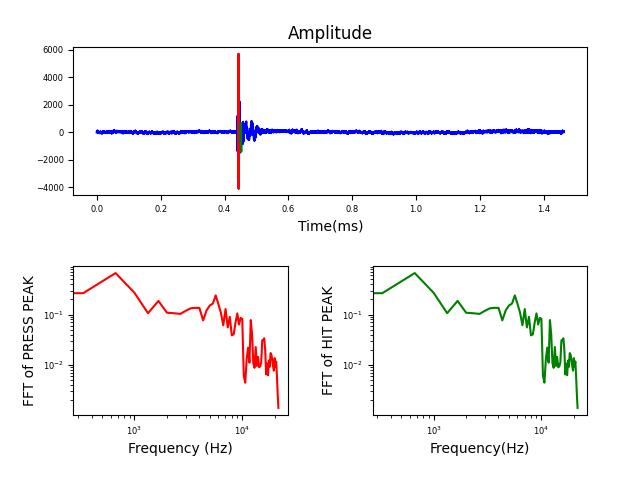 Amplitude
6000
4000
2000
0
−2000
−4000
0.0 0.2 0.4 0.6 0.8 1.0 1.2 1.4
Time(ms)
FFT of PRESS PEAK
10⁻¹
10⁻²
10³ 10⁴
Frequency (Hz)
FFT of HIT PEAK
10⁻¹
10⁻²
10³ 10⁴
Frequency(Hz)